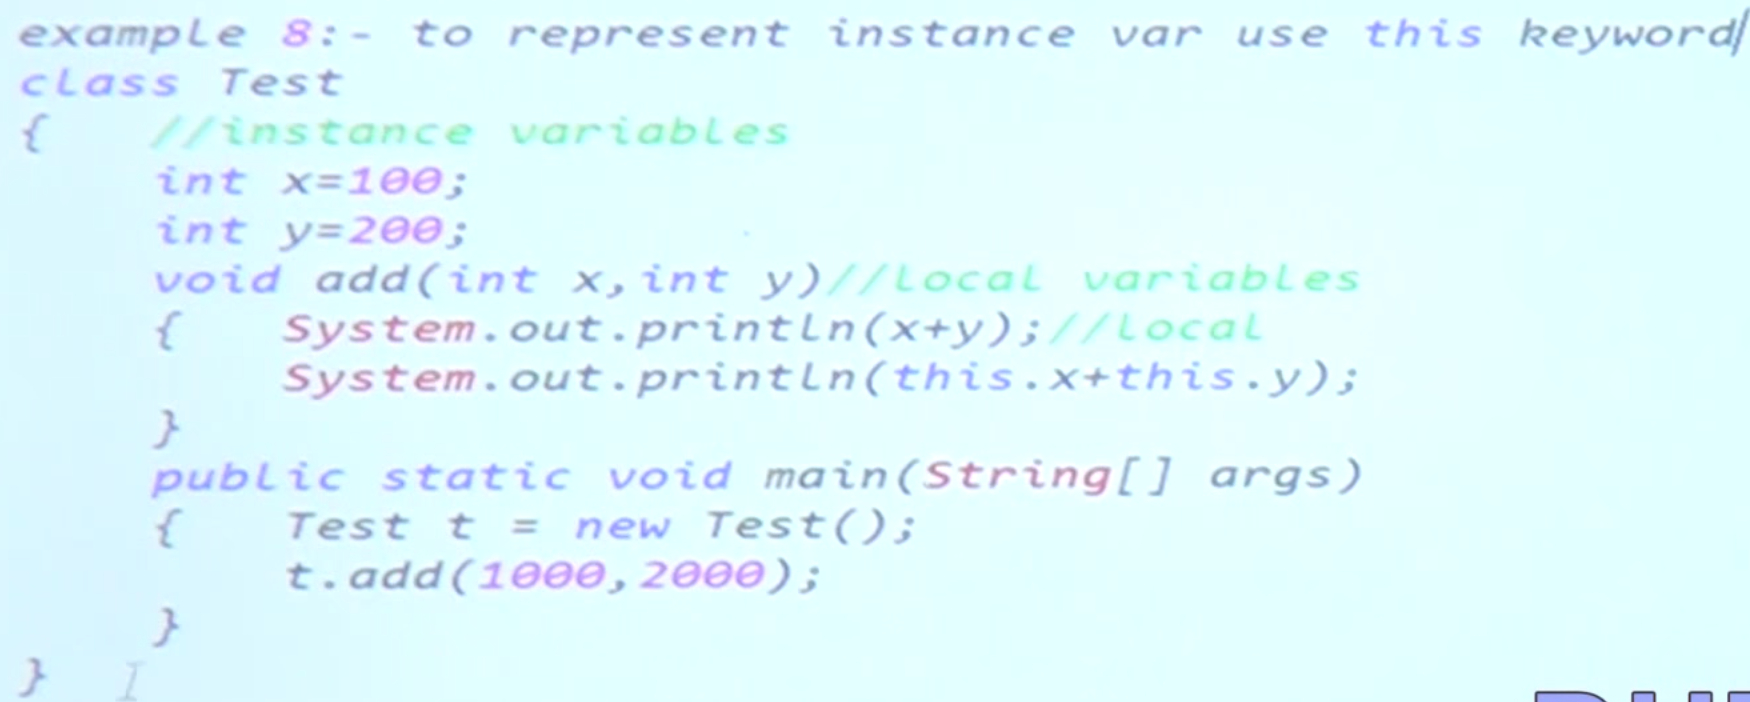 example 8:- to represent instance var use this keyword
class Test
{ //instance variables
int x=100;
int y=200;
void add(int x,int y)//local variables
{ System.out.println(x+y);//local
System.out.println(this.x+this.y);
}
public static void main(String[] args)
{ Test t = new Test();
t.add(1000,2000);
}
}